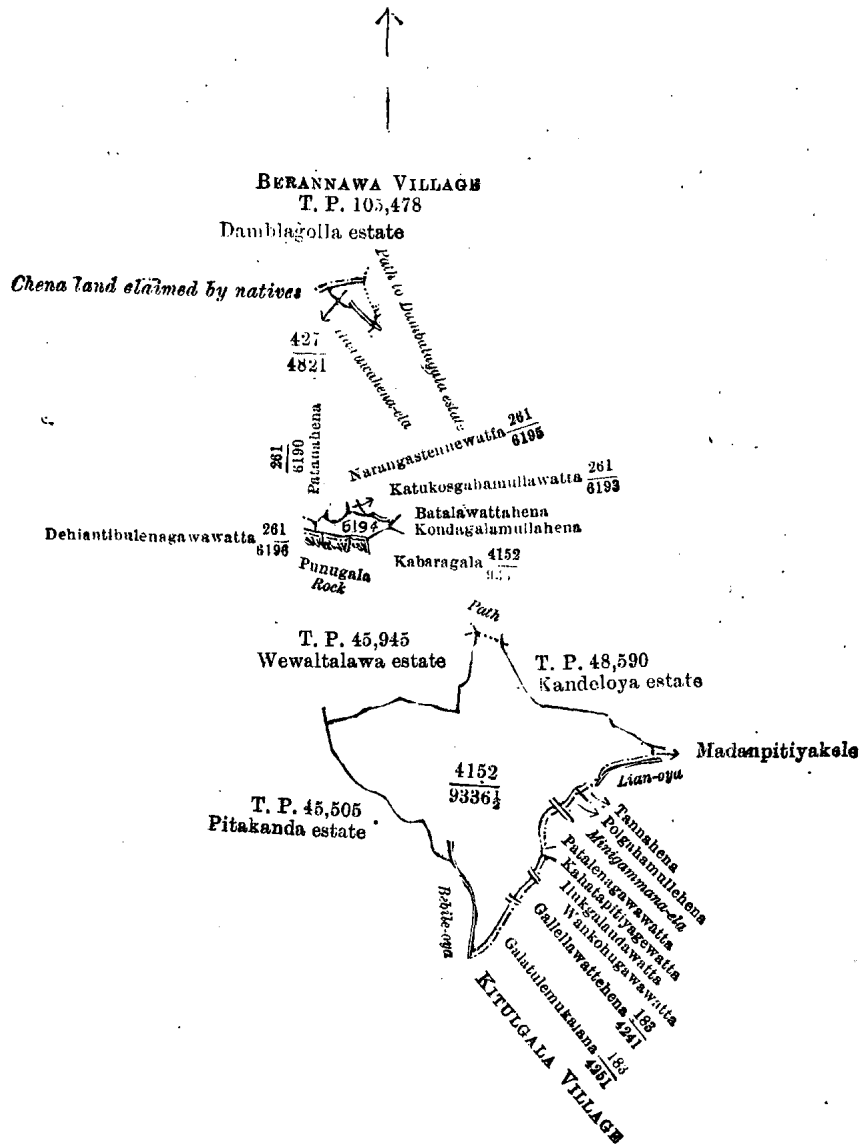 BERANNAWA VILLAGE
T. P. 105,478
Damblagolla estate
Path to Dambulagala estate
Chena land claimed by natives
427
4821
261
6190
Patanahena
Narangastennewatta 261
6195
Katukosgahamullawatta 261
6193
Batalawattahena
6194
Kondagalamullahena
Dehiantibulenagawawatta 261
6196
Punugala
Rock
Kabaragala 4152
Path
T. P. 45,945
Wewaltalawa estate
T. P. 48,590
Kandeloya estate
Madanpitiyakele
Lian-oya
4152
9336½
T. P. 45,505
Pitakanda estate
Tannahena
Polgahamullehena
Minigammana-ela
Patalenagawawatta
Kahatapitiyagewatta
Ilukgalaudawatta
Wankohugawawatta
Gallellawattehena 183
4241
Galatulemukalana 183
4251
Bebile-oya
KITULGALA VILLAGE